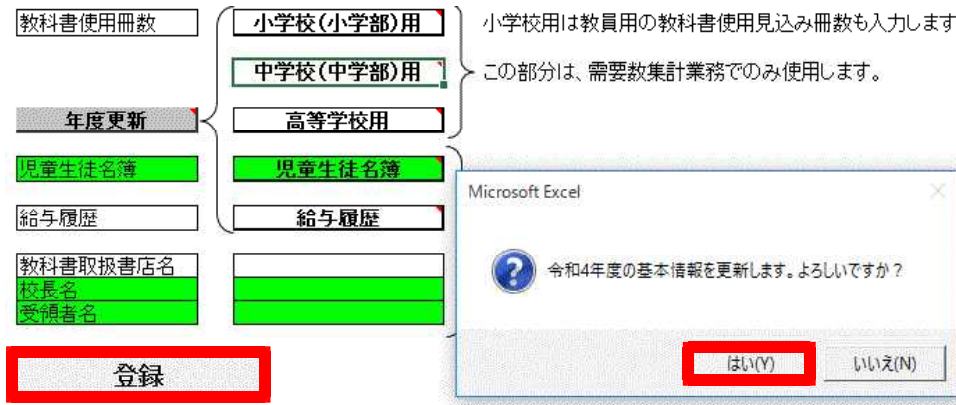 教科書使用冊数
小学校(小学部)用
小学校用は教員用の教科書使用見込み冊数も入力します
中学校(中学部)用
この部分は、需要数集計業務でのみ使用します。
年度更新
高等学校用
児童生徒名簿
児童生徒名簿
給与履歴
給与履歴
教科書取扱書店名
校長名
受領者名
登録
Microsoft Excel
令和4年度の基本情報を更新します。よろしいですか？
はい(Y)
いいえ(N)